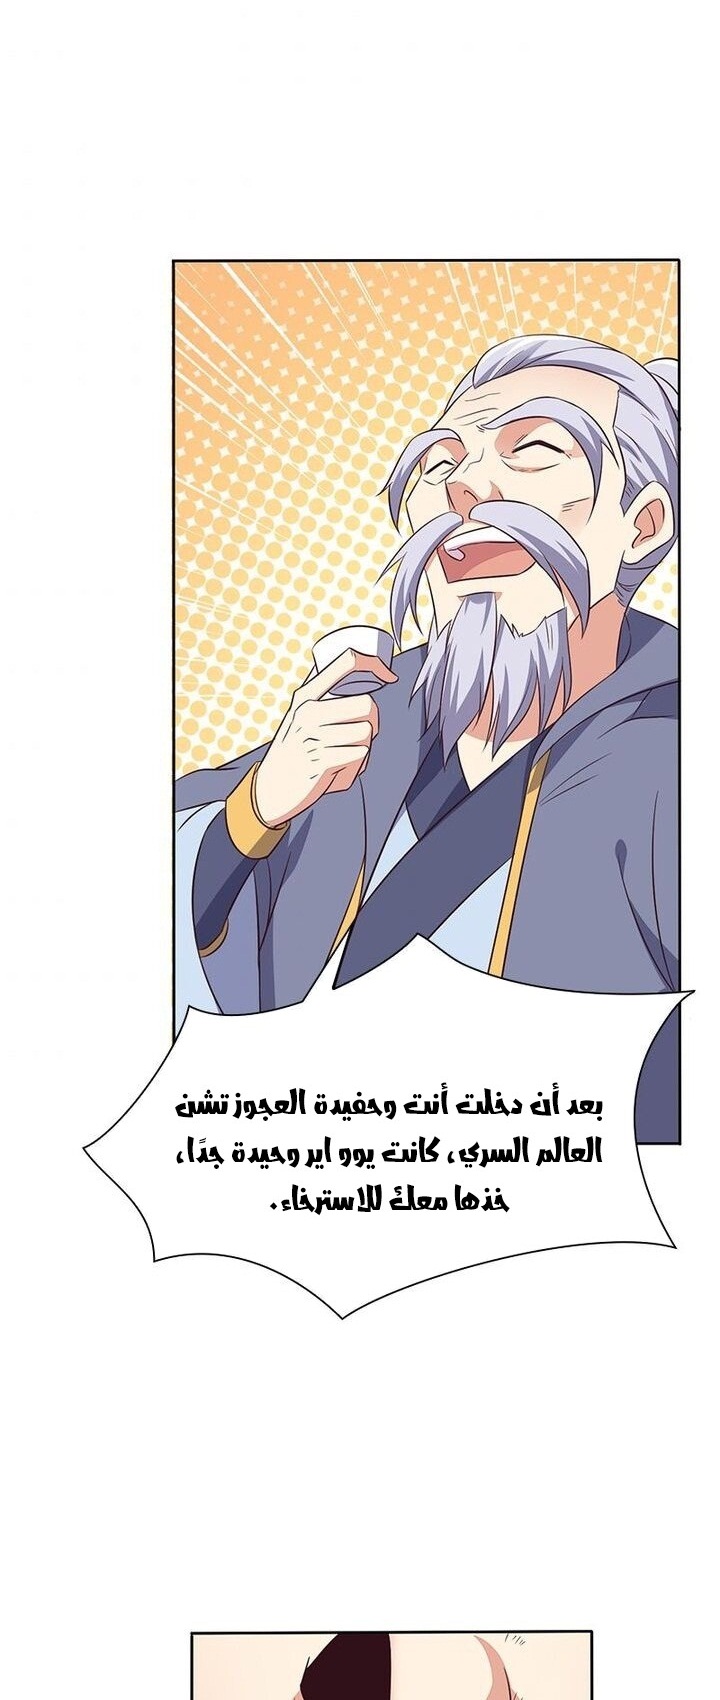 بعد أن دخلت أنت وحفيدة العجوز تشن
العالم السري، كانت يوو اير وحيدة جدًا،
خذها معك للاسترخاء.